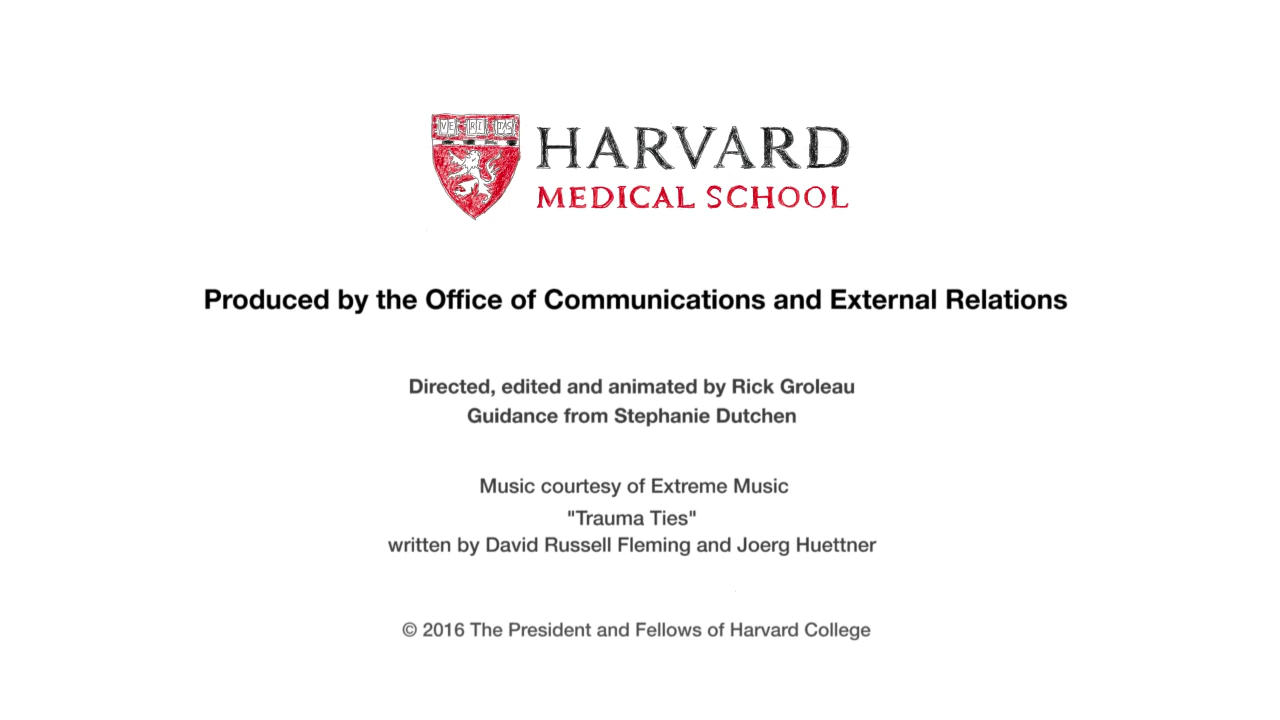 VE RI TAS
HARVARD
MEDICAL SCHOOL
Produced by the Office of Communications and External Relations
Directed, edited and animated by Rick Groleau
Guidance from Stephanie Dutchen
Music courtesy of Extreme Music
"Trauma Ties"
written by David Russell Fleming and Joerg Huettner
© 2016 The President and Fellows of Harvard College